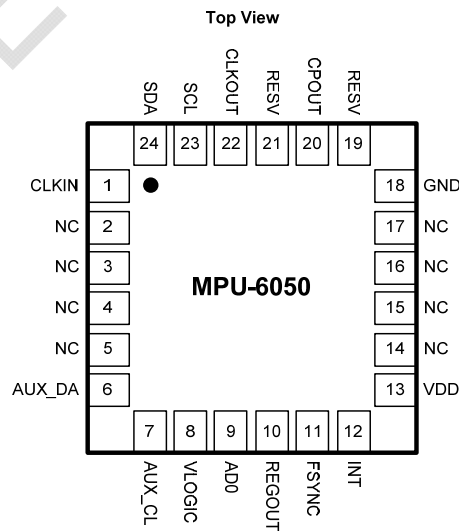 Top View
SDA SCL CLKOUT RESV CPOUT RESV
24 23 22 21 20 19
CLKIN 1 18 GND
NC 2 17 NC
NC 3 16 NC
MPU-6050
NC 4 15 NC
NC 5 14 NC
AUX_DA 6 13 VDD
7 8 9 10 11 12
AUX_CL VLOGIC AD0 REGOUT FSYNC INT